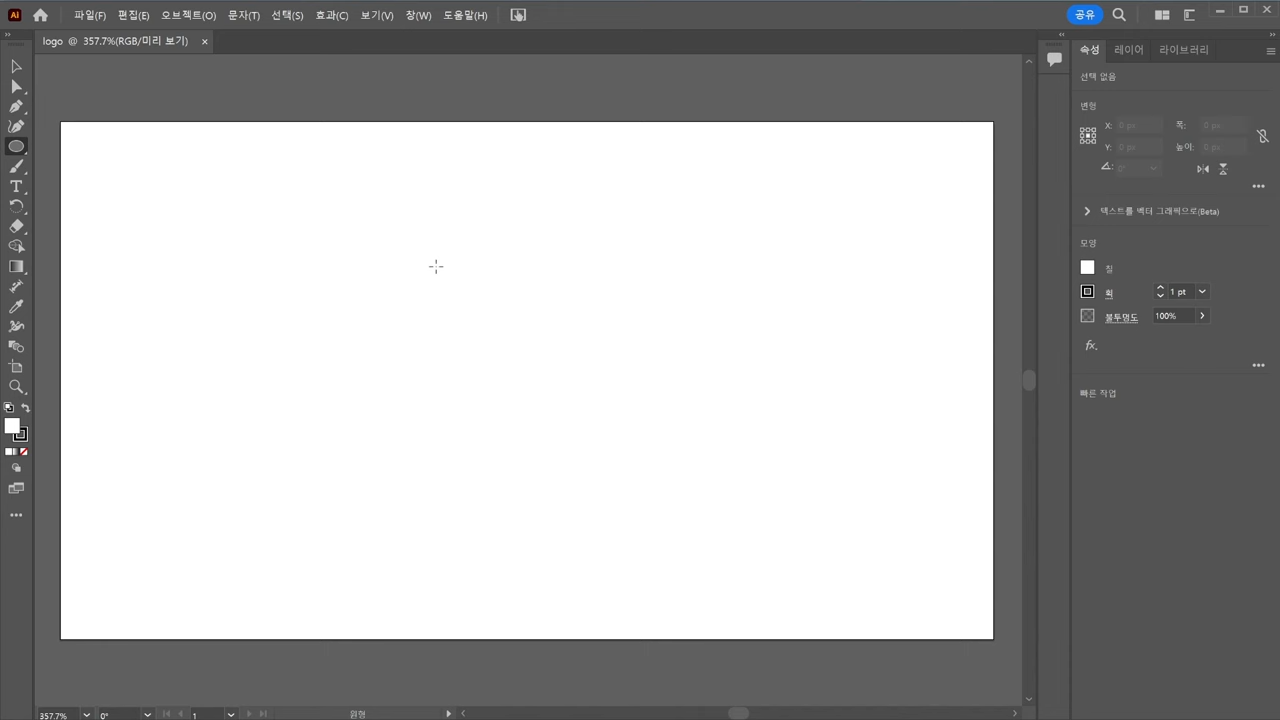 Ai 파일(F) 편집(E) 오브젝트(O) 문자(T) 선택(S) 효과(C) 보기(V) 창(W) 도움말(H) 공유
logo @ 357.7%(RGB/미리 보기) ×
속성 레이어 라이브러리
선택 없음
변형
X: 0 px 폭: 0 px
Y: 0 px 높이: 0 px
0°
텍스트를 벡터 그래픽으로(Beta)
모양
칠
획 1 pt
불투명도 100%
fx.
빠른 작업
357.7% 0° 1 원형